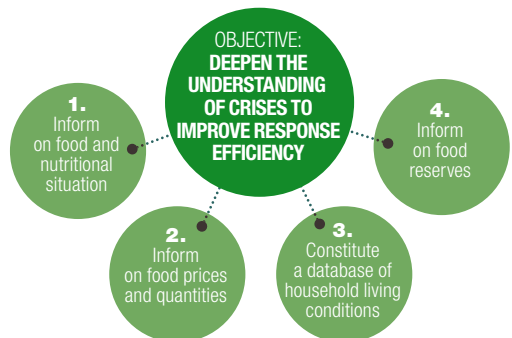 OBJECTIVE:
DEEPEN THE
UNDERSTANDING
OF CRISES TO
IMPROVE RESPONSE
EFFICIENCY
1.
Inform
on food and
nutritional
situation
2.
Inform
on food prices
and quantities
3.
Constitute
a database of
household living
conditions
4.
Inform
on food
reserves